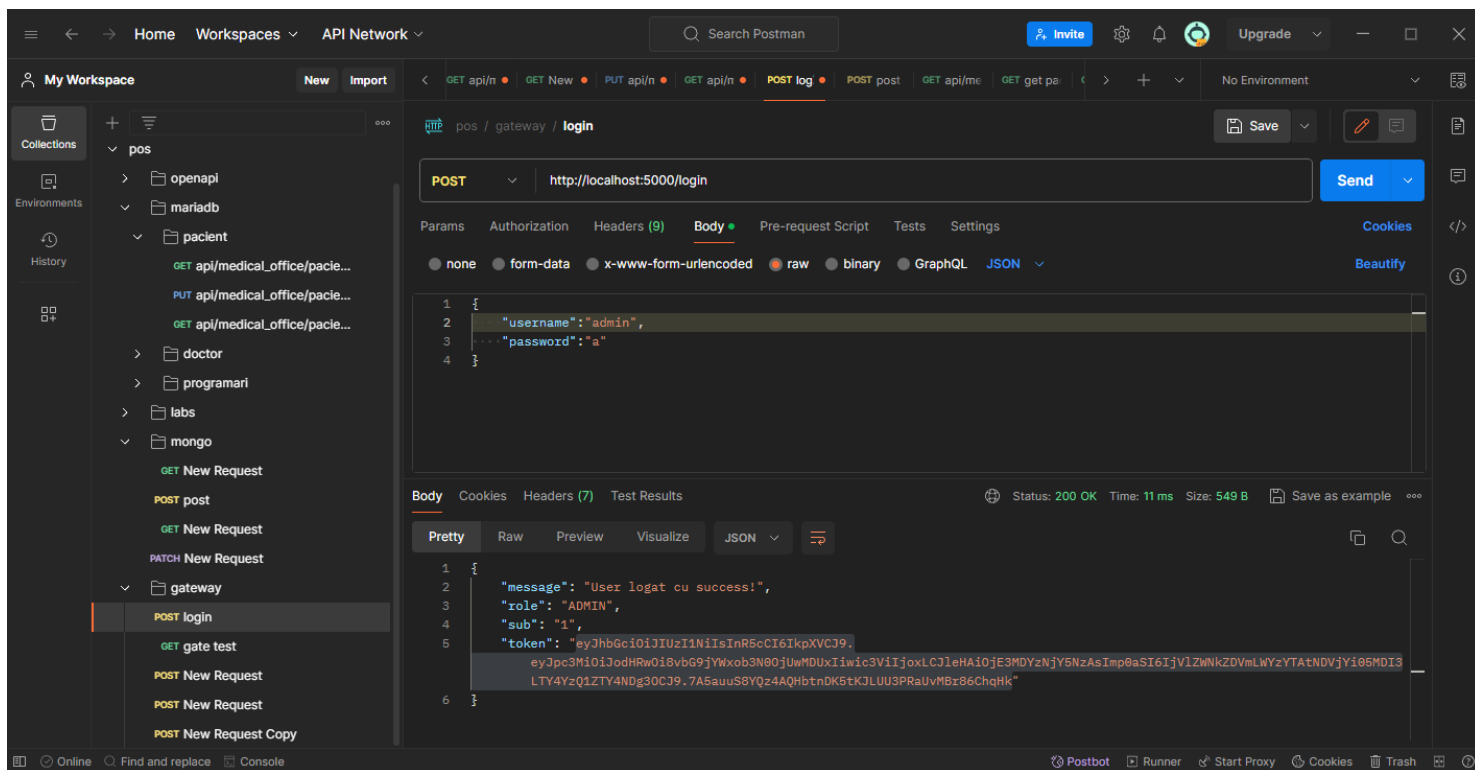 Home Workspaces API Network Search Postman Invite Upgrade
My Workspace New Import GET api/n GET New PUT api/n GET api/n POST log POST post GET api/me GET get pa No Environment
Collections
Environments
History
pos
openapi
mariadb
pacient
GET api/medical_office/pacie...
PUT api/medical_office/pacie...
GET api/medical_office/pacie...
doctor
programari
labs
mongo
GET New Request
POST post
GET New Request
PATCH New Request
gateway
POST login
GET gate test
POST New Request
POST New Request
POST New Request Copy
HTTP pos / gateway / login Save
POST http://localhost:5000/login Send
Params Authorization Headers (9) Body Pre-request Script Tests Settings Cookies
none form-data x-www-form-urlencoded raw binary GraphQL JSON Beautify
1 {
2 "username":"admin",
3 "password":"a"
4 }
Body Cookies Headers (7) Test Results Status: 200 OK Time: 11 ms Size: 549 B Save as example
Pretty Raw Preview Visualize JSON
1 {
2 "message": "User logat cu success!",
3 "role": "ADMIN",
4 "sub": "1",
5 "token": "eyJhbGciOiJIUzI1NiIsInR5cCI6IkpXVCJ9.
eyJpc3MiOiJodHRwOi8vbG9jYWxob3N0OjUwMDUxIiwic3ViIjoxLCJleHAiOjE3MDYzNjY5NzAsImp0aSI6IjVlZWNkZDVmLWYzYTAtNDVjYi05MDI3
LTY4YzQ1ZTY4NDg3OCJ9.7A5auuS8YQz4AQHbtnDK5tKJLUU3PRaUvMBr86ChqHk"
6 }
Online Find and replace Console Postbot Runner Start Proxy Cookies Trash